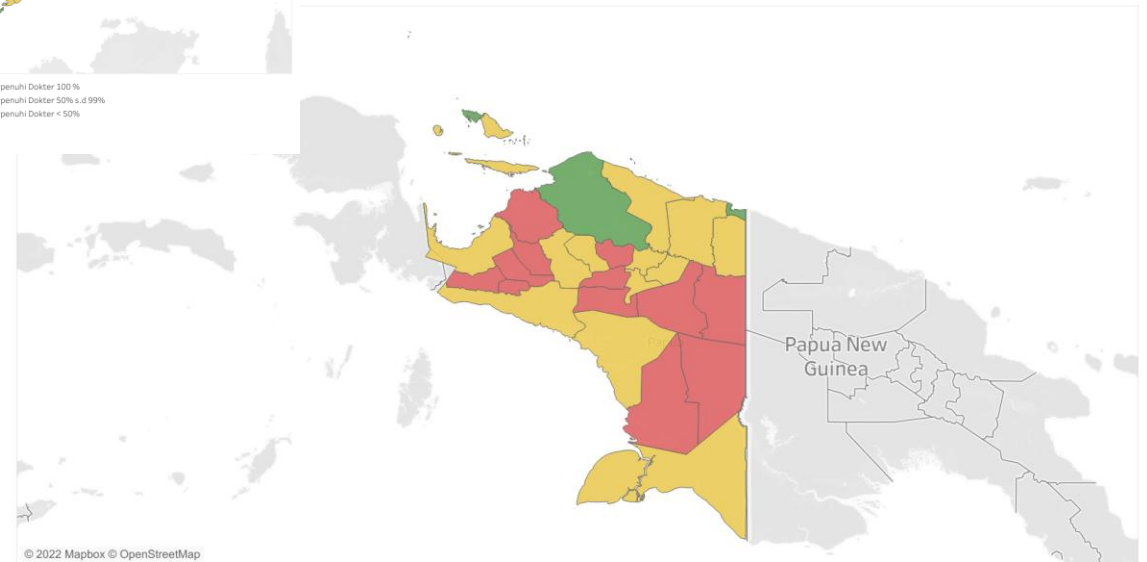 penuhi Dokter 100 %
penuhi Dokter 50% s.d 99%
penuhi Dokter < 50%
Papua New
Guinea
© 2022 Mapbox © OpenStreetMap